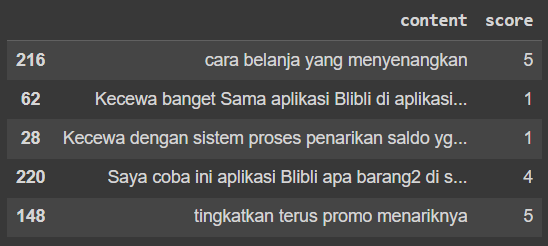 content score
216 cara belanja yang menyenangkan 5
62 Kecewa banget Sama aplikasi Blibli di aplikasi... 1
28 Kecewa dengan sistem proses penarikan saldo yg... 1
220 Saya coba ini aplikasi Blibli apa barang2 di s... 4
148 tingkatkan terus promo menariknya 5